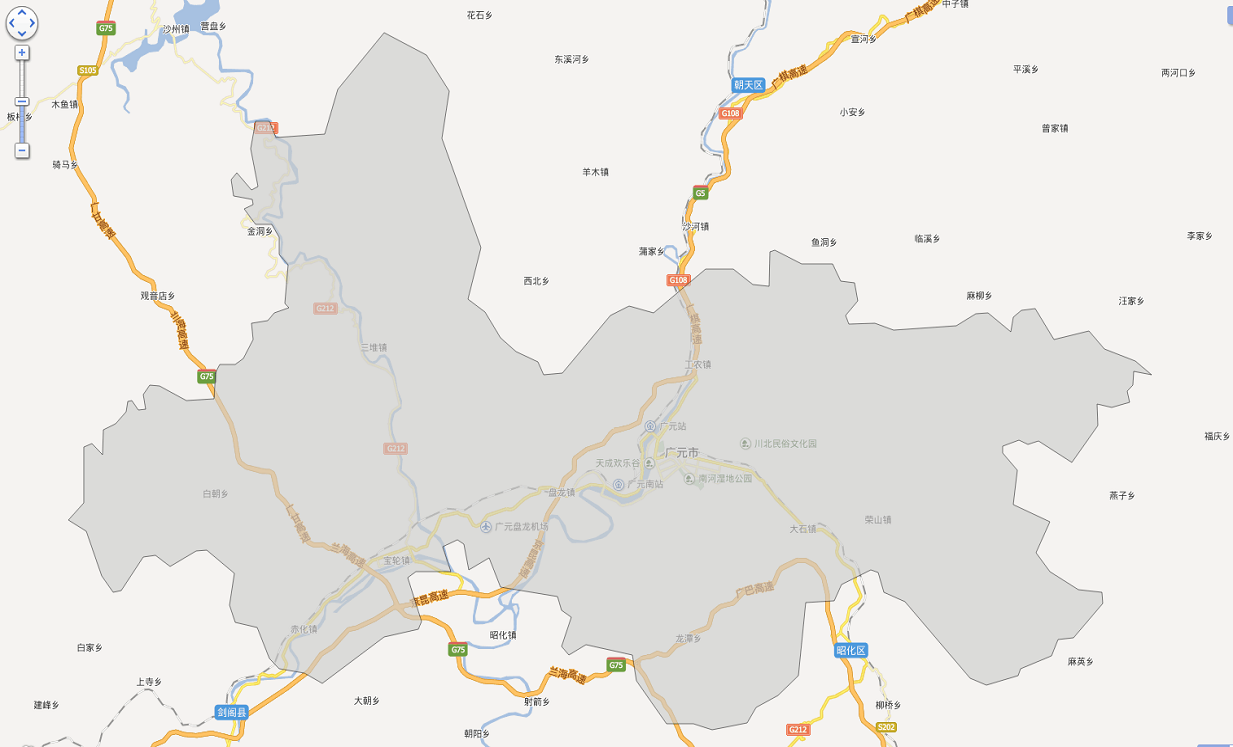 中子镇
花石乡
营盘乡
沙州镇
G75
广棋高速
宣河乡
东溪河乡
S105
广棋高速
平溪乡
两河口乡
朝天区
木鱼镇
G108
小安乡
曾家镇
G212
骑马乡
羊木镇
G5
沙河镇
金洞乡
蒲家乡
鱼洞乡
临溪乡
李家乡
西北乡
G108
观音店乡
麻柳乡
汪家乡
G212
广棋高速
兰海高速
三堆镇
工农镇
G75
广元站
福庆乡
川北民俗文化园
G212
广元市
天成欢乐谷
南河湿地公园
广元南站
白朝乡
盘龙镇
燕子乡
荣山镇
广元盘龙机场
大石镇
兰海高速
京昆高速
宝轮镇
广巴高速
京昆高速
赤化镇
昭化镇
龙潭乡
白家乡
G75
昭化区
麻英乡
G75
兰海高速
上寺乡
大朝乡
射箭乡
建峰乡
柳桥乡
剑阁县
S202
G212
朝阳乡